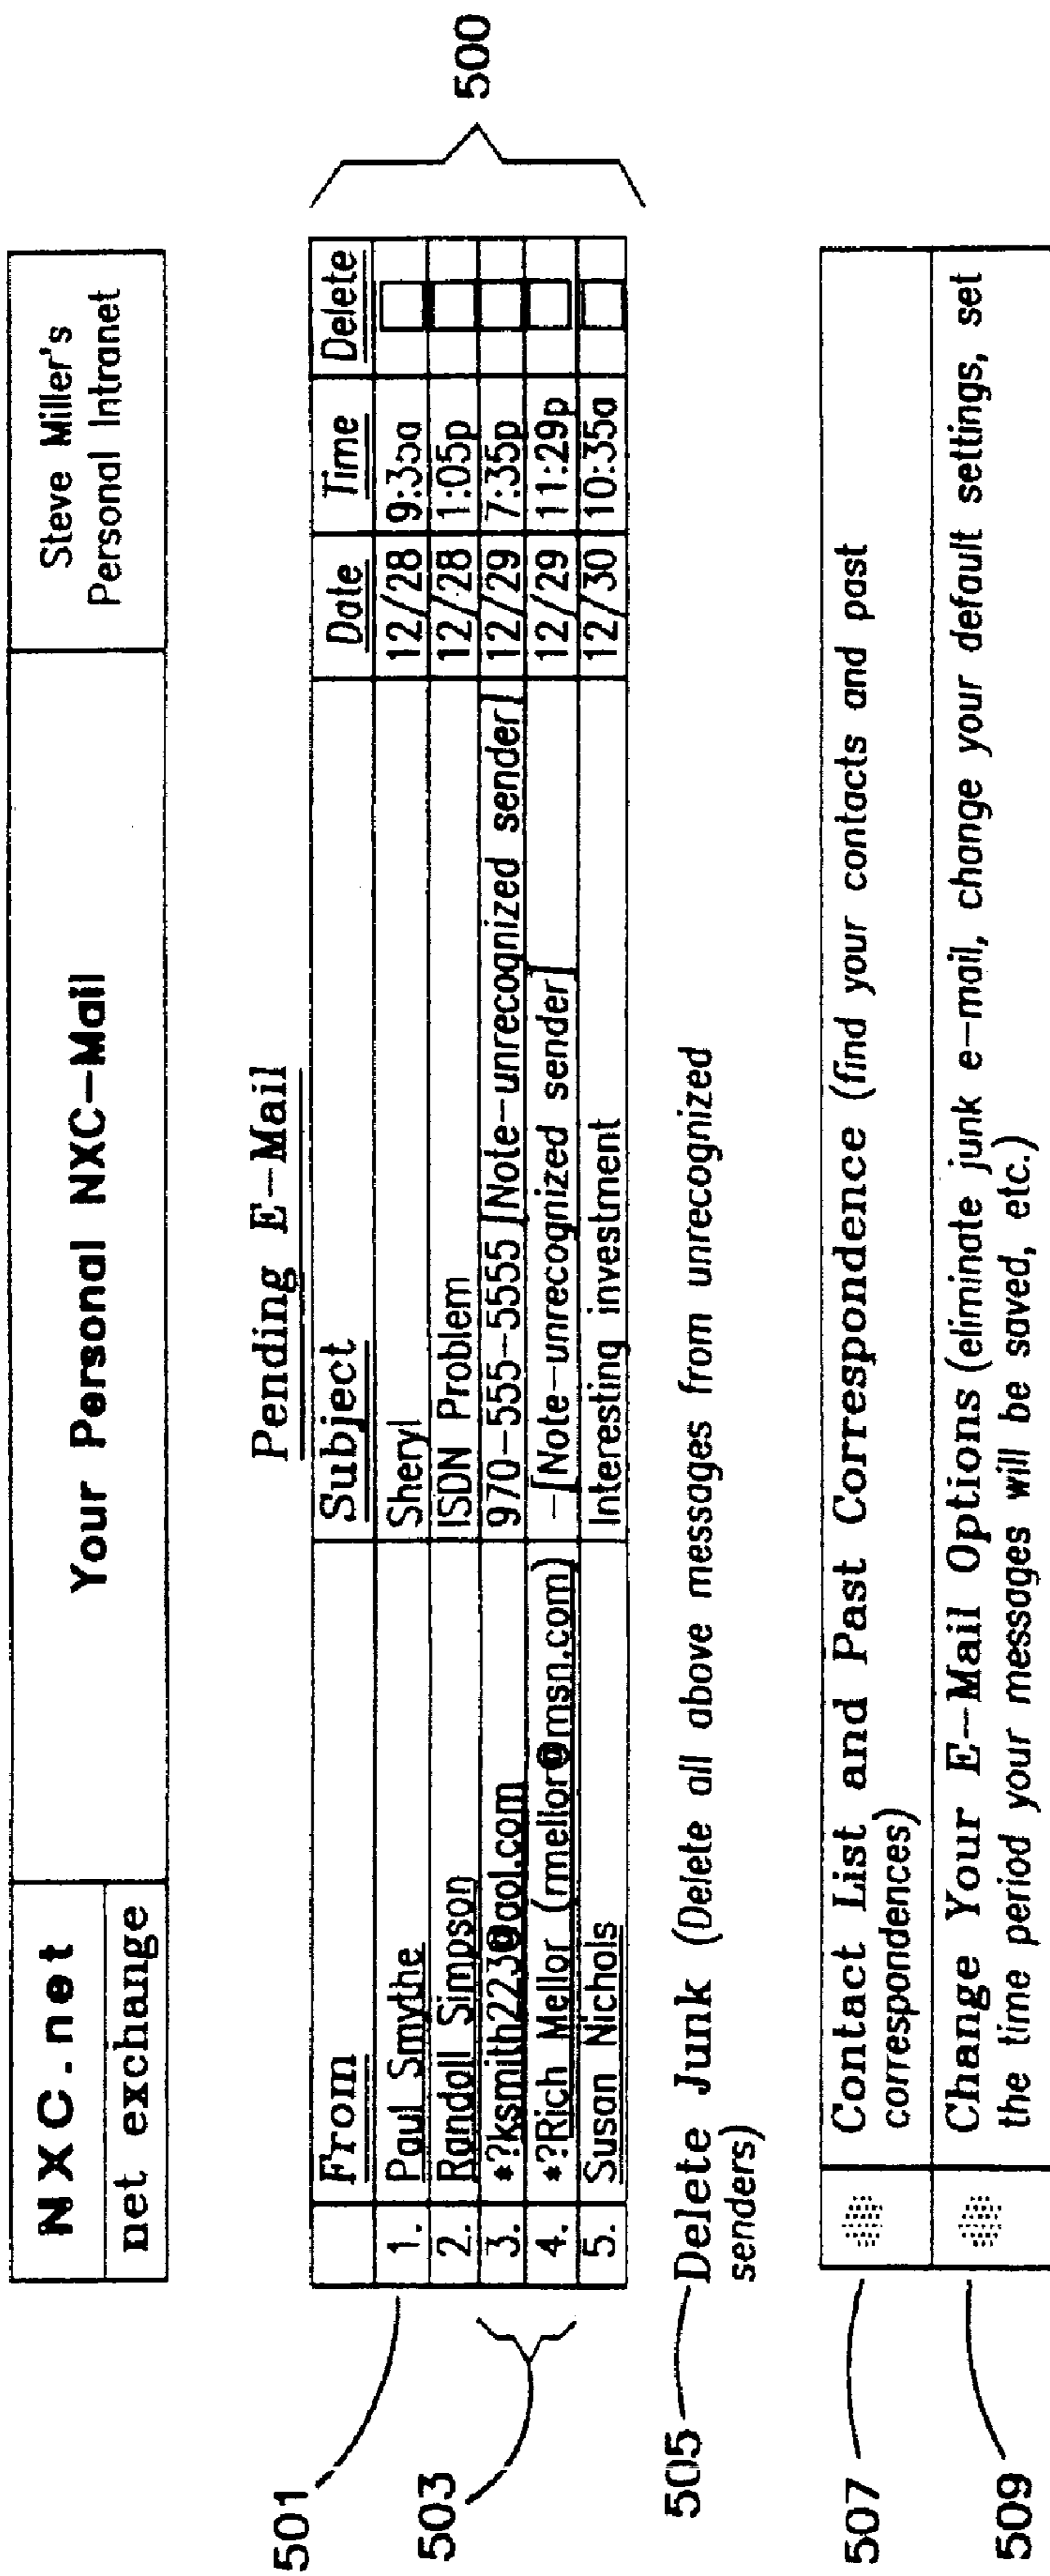 NXC.net
net exchange
Your Personal NXC-Mail
Steve Miller's
Personal Intranet
Pending E-Mail
From Subject Date Time Delete
1. Paul Smythe Sheryl 12/28 9:35a
2. Randall Simpson ISDN Problem 12/28 1:05p
3. *?ksmith223@aol.com 970-555-5555 [Note-unrecognized sender] 12/29 7:35p
4. *?Rich Mellor (rmellor@msn.com) -[Note-unrecognized sender] 12/29 11:29p
5. Susan Nichols Interesting investment 12/30 10:35a
500
501
503
505 Delete Junk (Delete all above messages from unrecognized
senders)
507 Contact List and Past Correspondence (find your contacts and past
correspondences)
509 Change Your E-Mail Options (eliminate junk e-mail, change your default settings, set
the time period your messages will be saved, etc.)